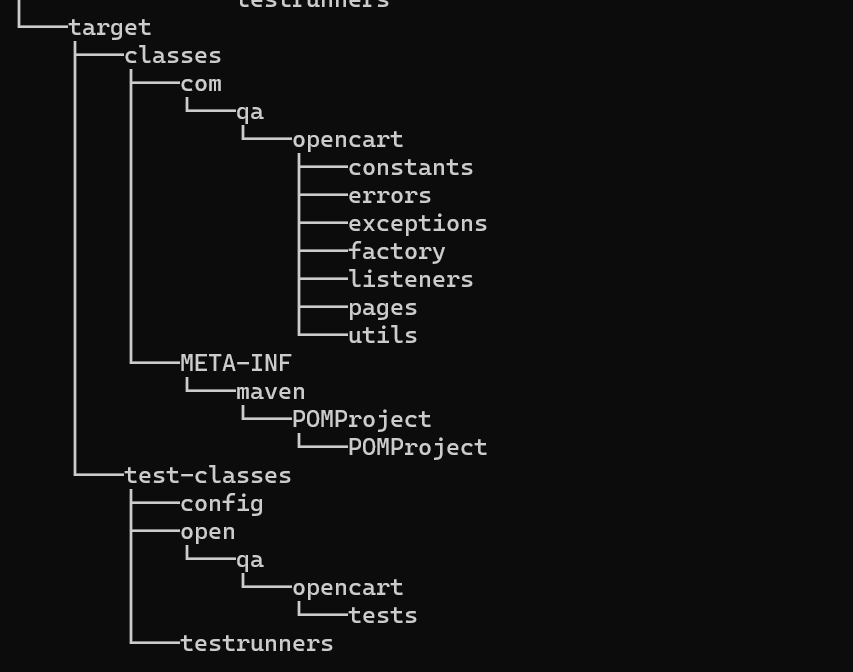 testrunners
target
classes
com
qa
opencart
constants
errors
exceptions
factory
listeners
pages
utils
META-INF
maven
POMProject
POMProject
test-classes
config
open
qa
opencart
tests
testrunners